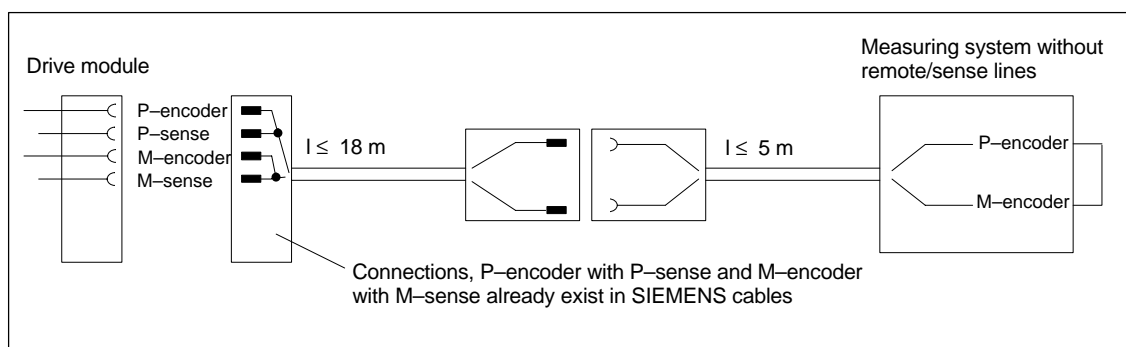 Drive module
Measuring system without
remote/sense lines
P–encoder
P–sense
M–encoder
M–sense
l ≤ 18 m
l ≤ 5 m
P–encoder
M–encoder
Connections, P–encoder with P–sense and M–encoder
with M–sense already exist in SIEMENS cables